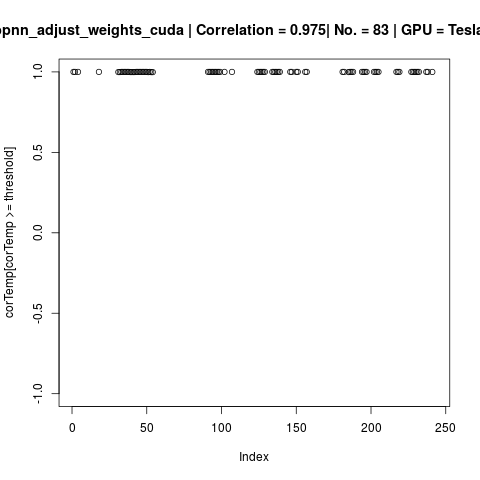 opnn_adjust_weights_cuda | Correlation = 0.975| No. = 83 | GPU = Tesla
corTemp[corTemp >= threshold]
1.0
0.5
0.0
-0.5
-1.0
0 50 100 150 200 250
Index